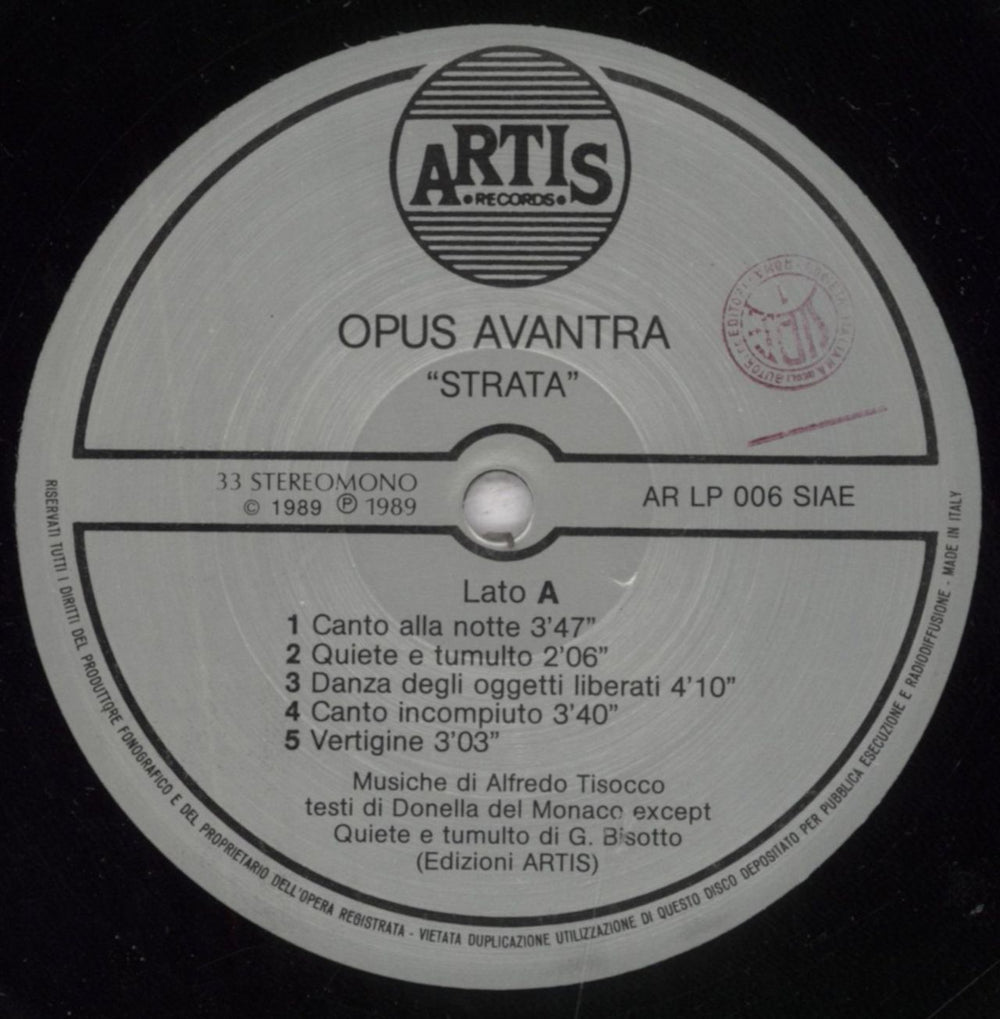 ARTIS
•RECORDS•
OPUS AVANTRA
“STRATA”
33 STEREOMONO
© 1989 ℗ 1989
AR LP 006 SIAE
Lato A
1 Canto alla notte 3’47”
2 Quiete e tumulto 2’06”
3 Danza degli oggetti liberati 4’10”
4 Canto incompiuto 3’40”
5 Vertigine 3’03”
Musiche di Alfredo Tisocco
testi di Donella del Monaco except
Quiete e tumulto di G. Bisotto
(Edizioni ARTIS)
RISERVATI TUTTI I DIRITTI DEL PRODUTTORE FONOGRAFICO E DEL PROPRIETARIO DELL'OPERA REGISTRATA - VIETATA DUPLICAZIONE UTILIZZAZIONE DI QUESTO DISCO DEPOSITATO PER PUBBLICA ESECUZIONE E RADIODIFFUSIONE - MADE IN ITALY
ROMA